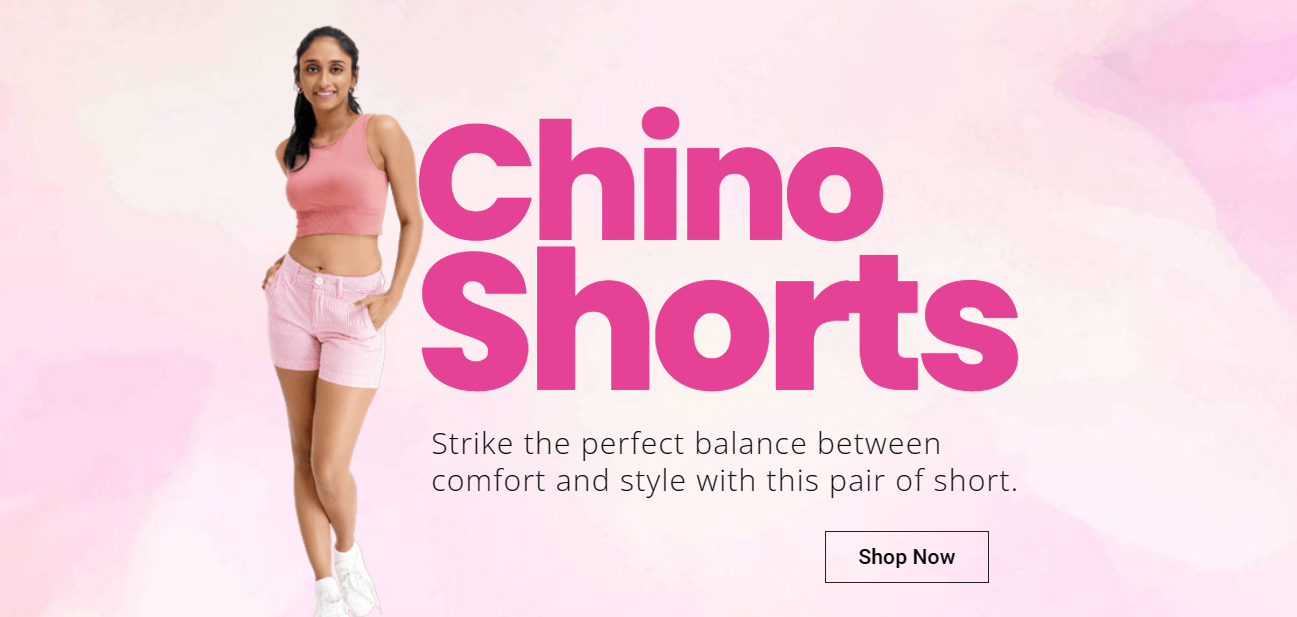 Chino
Shorts
Strike the perfect balance between
comfort and style with this pair of short.
Shop Now